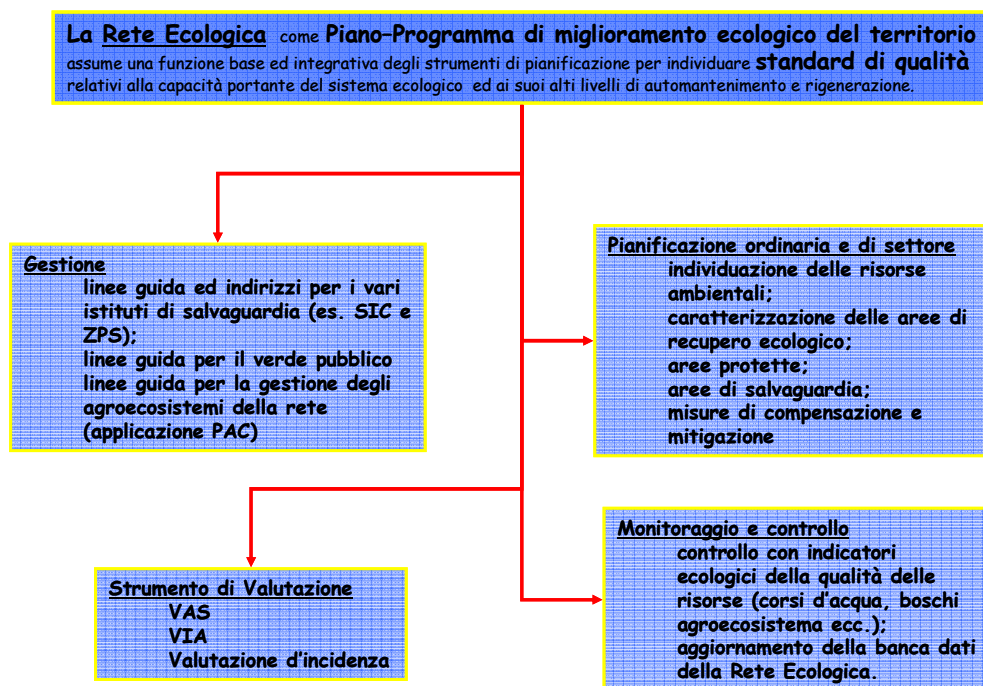 La Rete Ecologica come Piano–Programma di miglioramento ecologico del territorio
assume una funzione base ed integrativa degli strumenti di pianificazione per individuare standard di qualità
relativi alla capacità portante del sistema ecologico ed ai suoi alti livelli di automantenimento e rigenerazione.
Gestione
linee guida ed indirizzi per i vari
istituti di salvaguardia (es. SIC e
ZPS);
linee guida per il verde pubblico
linee guida per la gestione degli
agroecosistemi della rete
(applicazione PAC)
Pianificazione ordinaria e di settore
individuazione delle risorse
ambientali;
caratterizzazione delle aree di
recupero ecologico;
aree protette;
aree di salvaguardia;
misure di compensazione e
mitigazione
Strumento di Valutazione
VAS
VIA
Valutazione d'incidenza
Monitoraggio e controllo
controllo con indicatori
ecologici della qualità delle
risorse (corsi d'acqua, boschi
agroecosistema ecc.);
aggiornamento della banca dati
della Rete Ecologica.